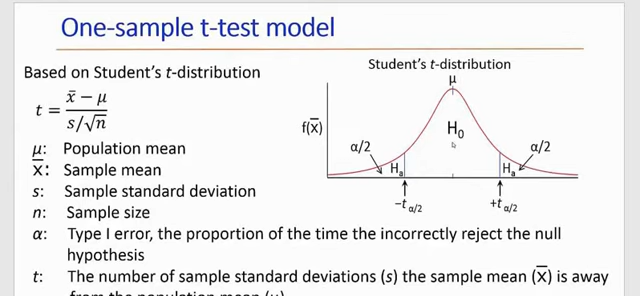 One-sample t-test model
Based on Student's t-distribution
t = x̄ − μ / s/√n
μ: Population mean
x̄: Sample mean
s: Sample standard deviation
n: Sample size
α: Type I error, the proportion of the time the incorrectly reject the null
hypothesis
t: The number of sample standard deviations (s) the sample mean (x̄) is away
from the population mean (μ)
Student's t-distribution
μ
f(x̄)
H₀
α/2
α/2
Hₐ
Hₐ
−t α/2
+t α/2